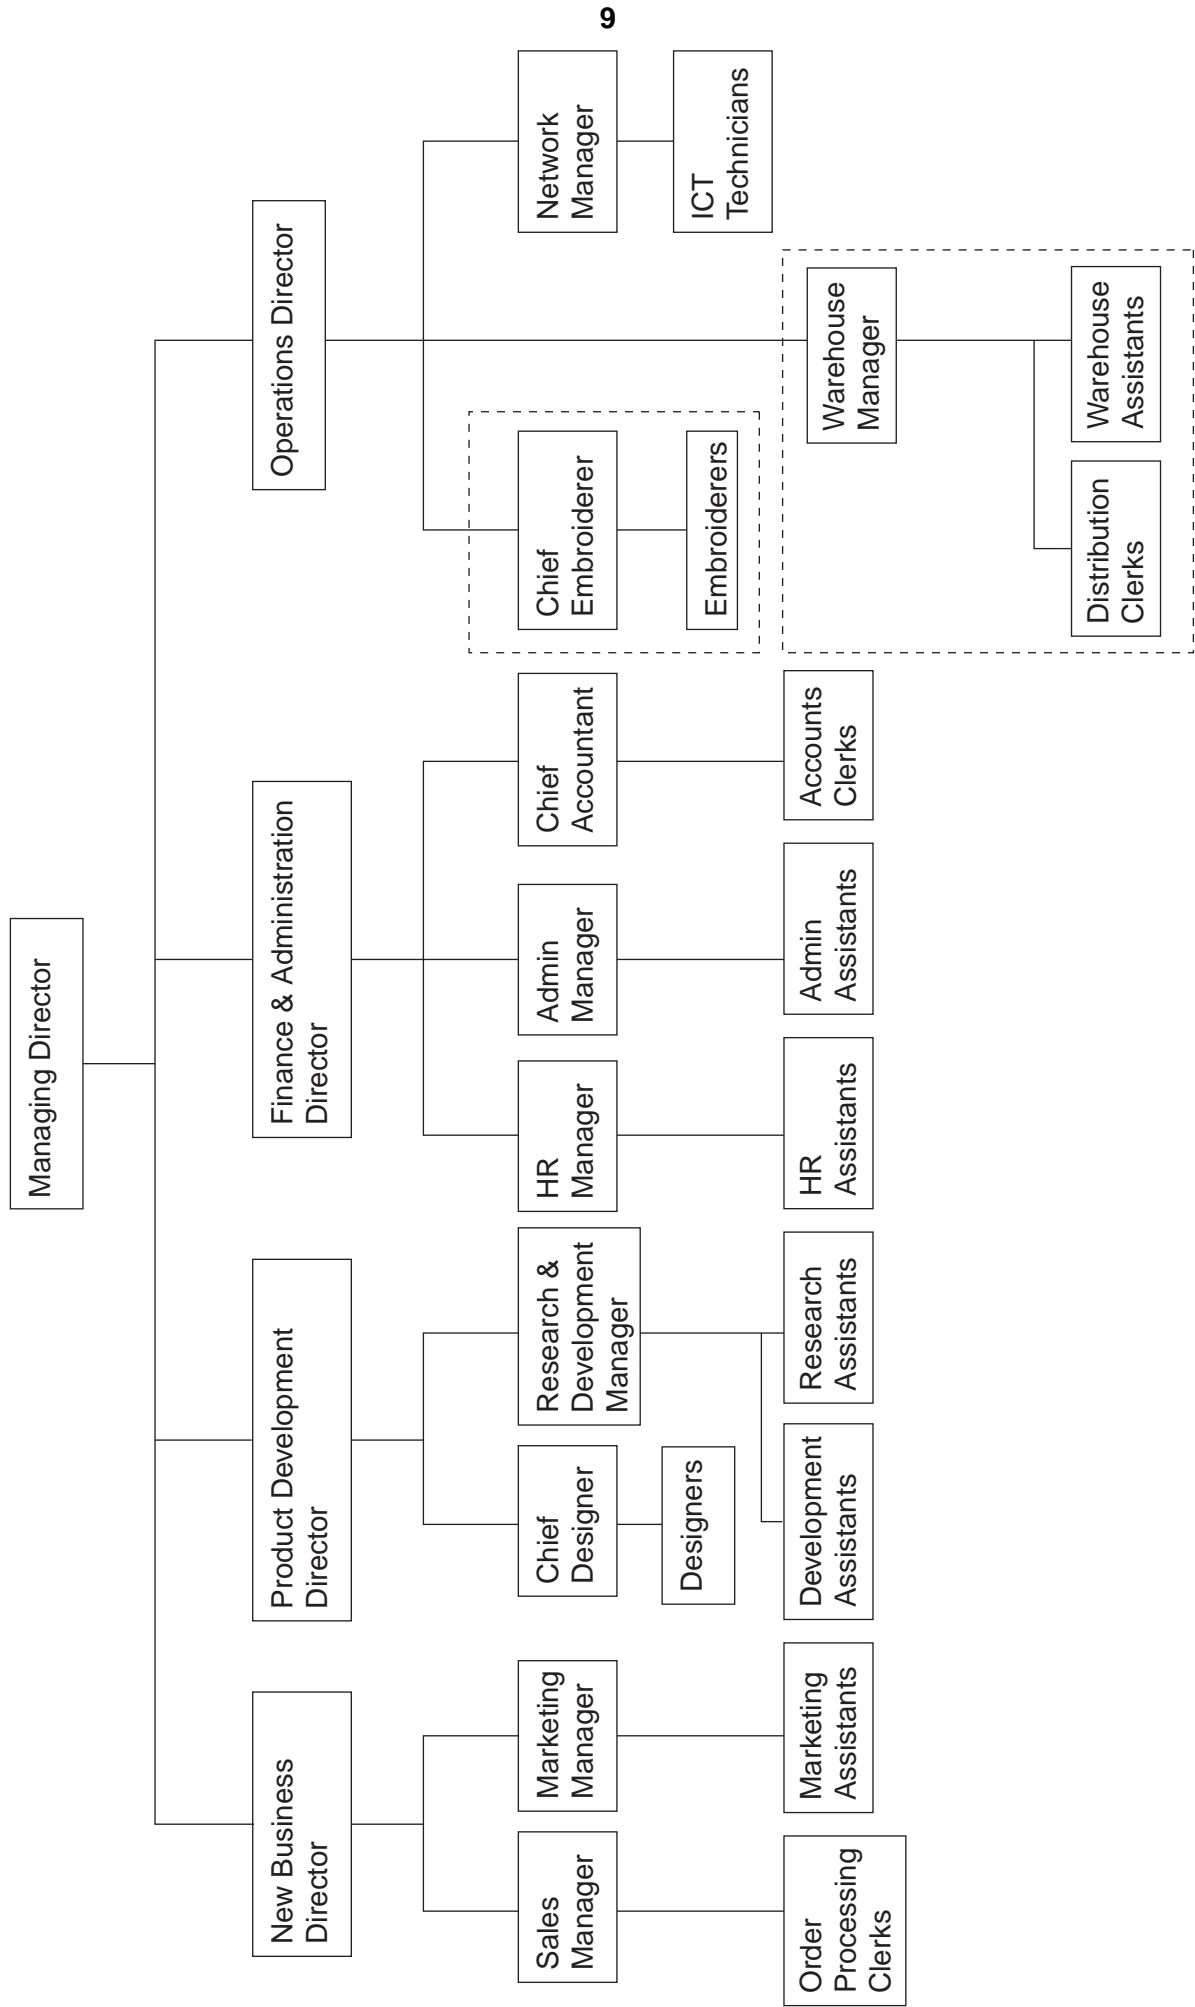 9
Managing Director
New Business
Director
Product Development
Director
Finance & Administration
Director
Operations Director
Sales
Manager
Marketing
Manager
Chief
Designer
Research &
Development
Manager
HR
Manager
Admin
Manager
Chief
Accountant
Chief
Embroiderer
Network
Manager
Designers
Embroiderers
ICT
Technicians
Order
Processing
Clerks
Marketing
Assistants
Development
Assistants
Research
Assistants
HR
Assistants
Admin
Assistants
Accounts
Clerks
Warehouse
Manager
Distribution
Clerks
Warehouse
Assistants